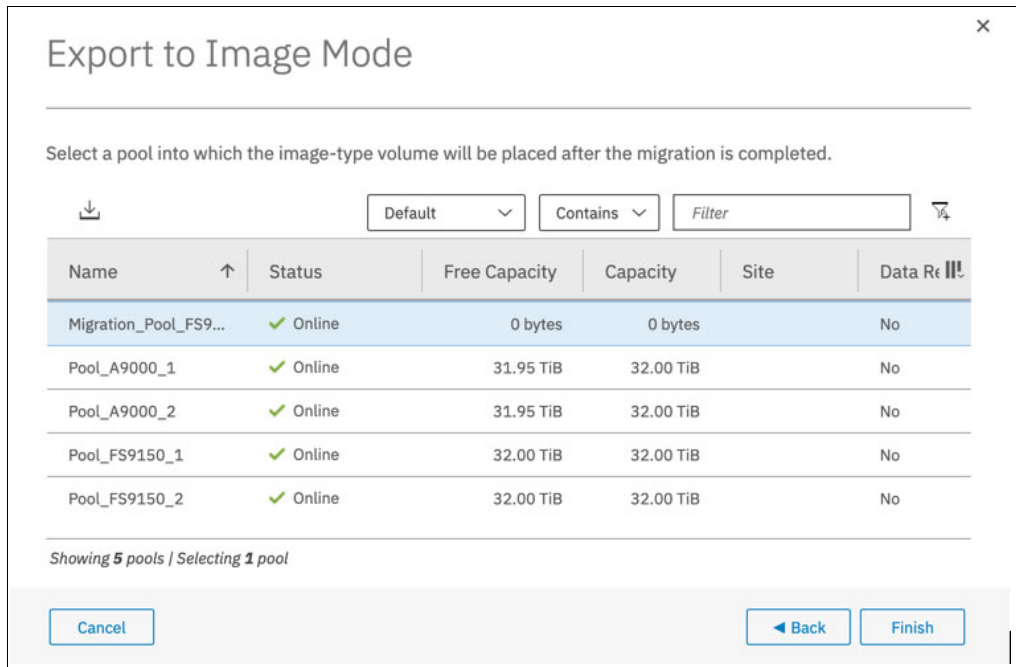 Export to Image Mode
Select a pool into which the image-type volume will be placed after the migration is completed.
Default Contains Filter
Name Status Free Capacity Capacity Site Data Re
Migration_Pool_FS9... Online 0 bytes 0 bytes No
Pool_A9000_1 Online 31.95 TiB 32.00 TiB No
Pool_A9000_2 Online 31.95 TiB 32.00 TiB No
Pool_FS9150_1 Online 32.00 TiB 32.00 TiB No
Pool_FS9150_2 Online 32.00 TiB 32.00 TiB No
Showing 5 pools | Selecting 1 pool
Cancel Back Finish